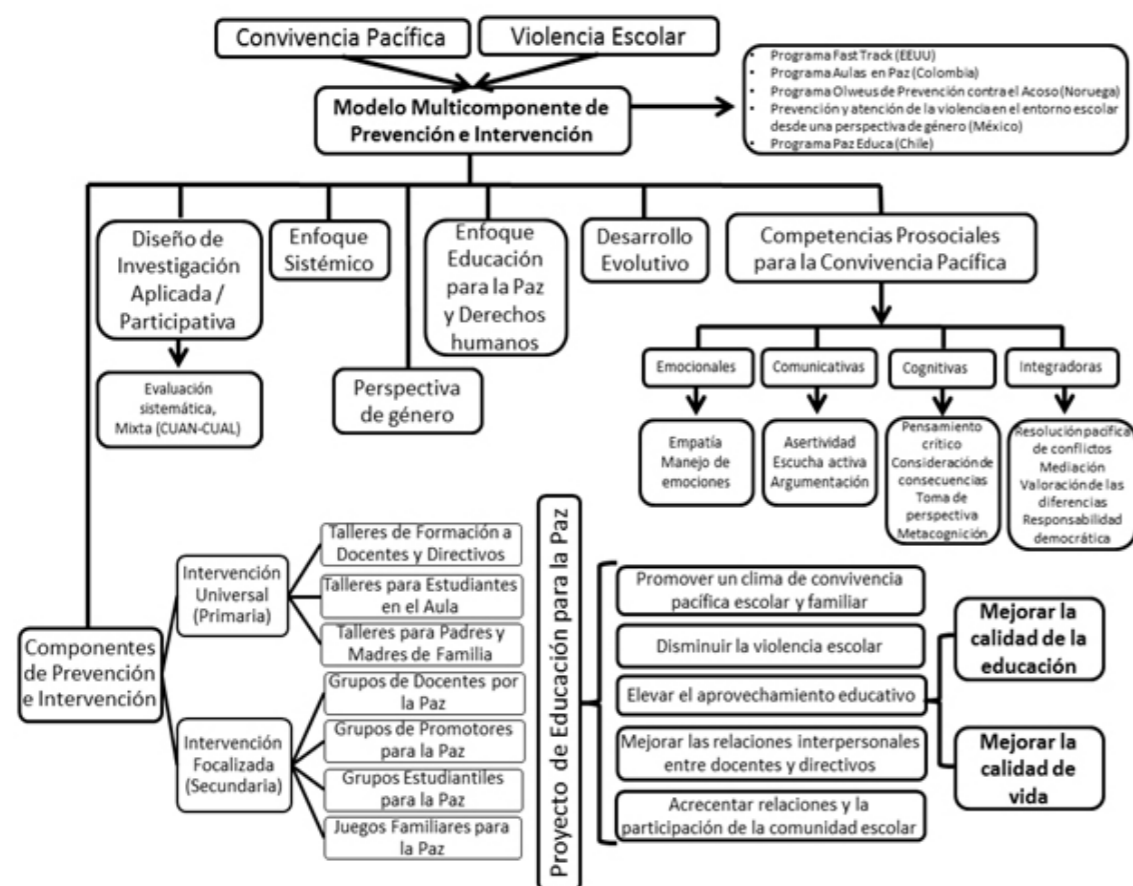 Convivencia Pacífica
Violencia Escolar
Modelo Multicomponente de
Prevención e Intervención
• Programa Fast Track (EEUU)
• Programa Aulas en Paz (Colombia)
• Programa Olweus de Prevención contra el Acoso (Noruega)
• Prevención y atención de la violencia en el entorno escolar
desde una perspectiva de género (México)
• Programa Paz Educa (Chile)
Diseño de
Investigación
Aplicada /
Participativa
Enfoque
Sistémico
Enfoque
Educación
para la Paz
y Derechos
humanos
Desarrollo
Evolutivo
Competencias Prosociales
para la Convivencia Pacífica
Evaluación
sistemática,
Mixta (CUAN-CUAL)
Perspectiva
de género
Emocionales
Comunicativas
Cognitivas
Integradoras
Empatía
Manejo de
emociones
Asertividad
Escucha activa
Argumentación
Pensamiento
crítico
Consideración de
consecuencias
Toma de
perspectiva
Metacognición
Resolución pacífica
de conflictos
Mediación
Valoración de las
diferencias
Responsabilidad
democrática
Componentes
de Prevención
e Intervención
Intervención
Universal
(Primaria)
Talleres de Formación a
Docentes y Directivos
Talleres para Estudiantes
en el Aula
Talleres para Padres y
Madres de Familia
Intervención
Focalizada
(Secundaria)
Grupos de Docentes por
la Paz
Grupos de Promotores
para la Paz
Grupos Estudiantiles
para la Paz
Juegos Familiares para
la Paz
Proyecto de Educación para la Paz
Promover un clima de convivencia
pacífica escolar y familiar
Disminuir la violencia escolar
Elevar el aprovechamiento educativo
Mejorar las relaciones interpersonales
entre docentes y directivos
Acrecentar relaciones y la
participación de la comunidad escolar
Mejorar la
calidad de la
educación
Mejorar la
calidad de
vida